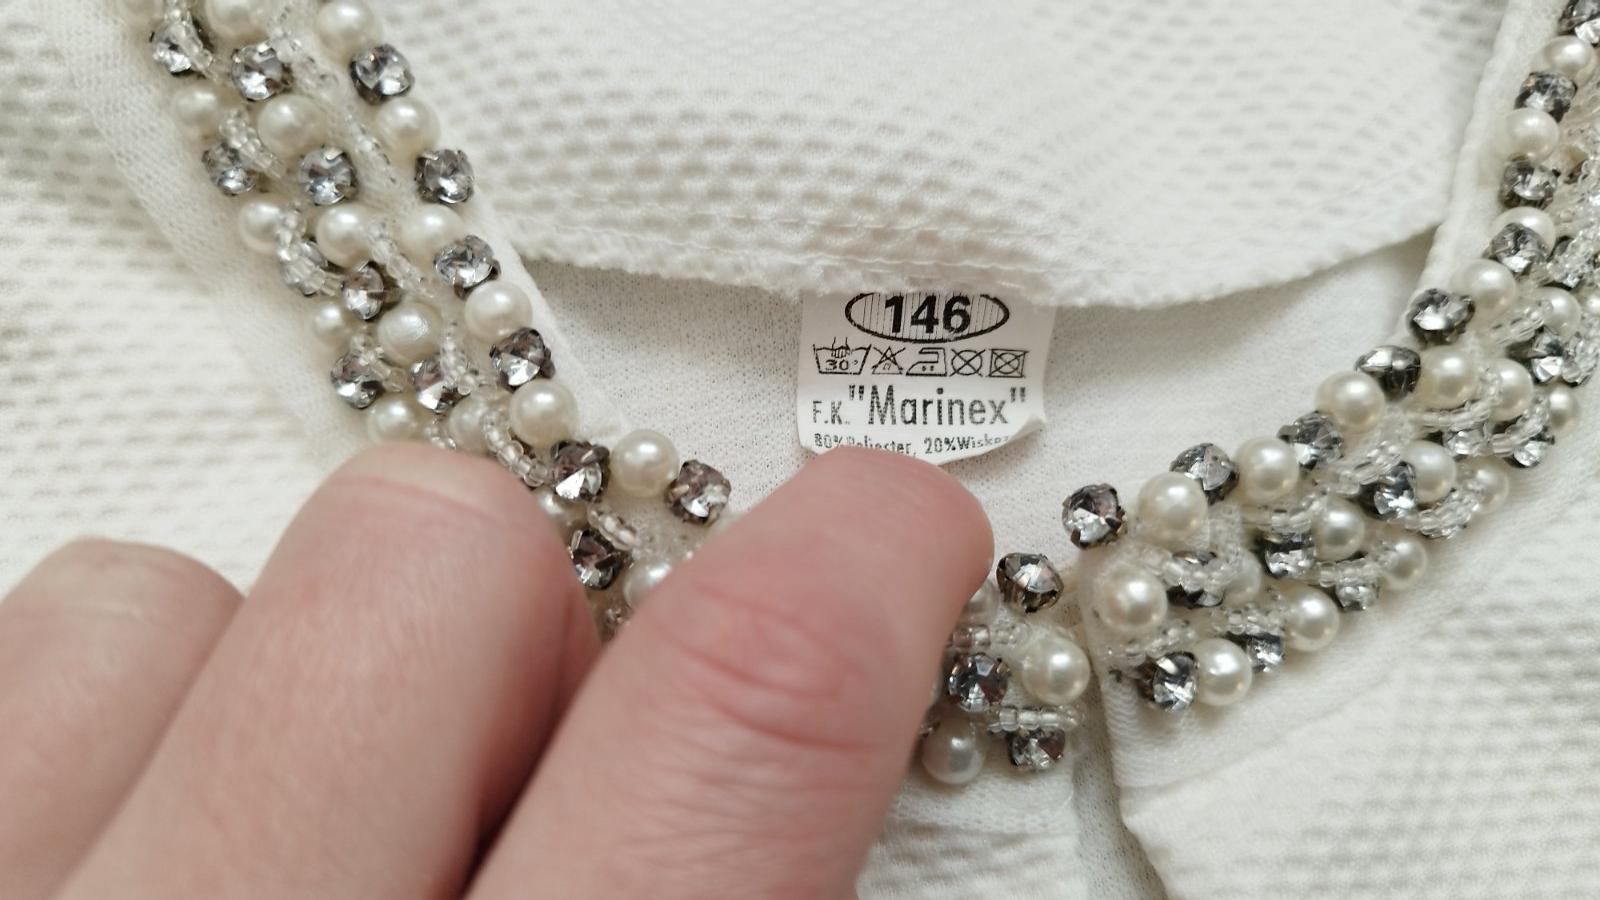 146
30°
F.K. "Marinex"
80% Poliester, 20% Wiskoza